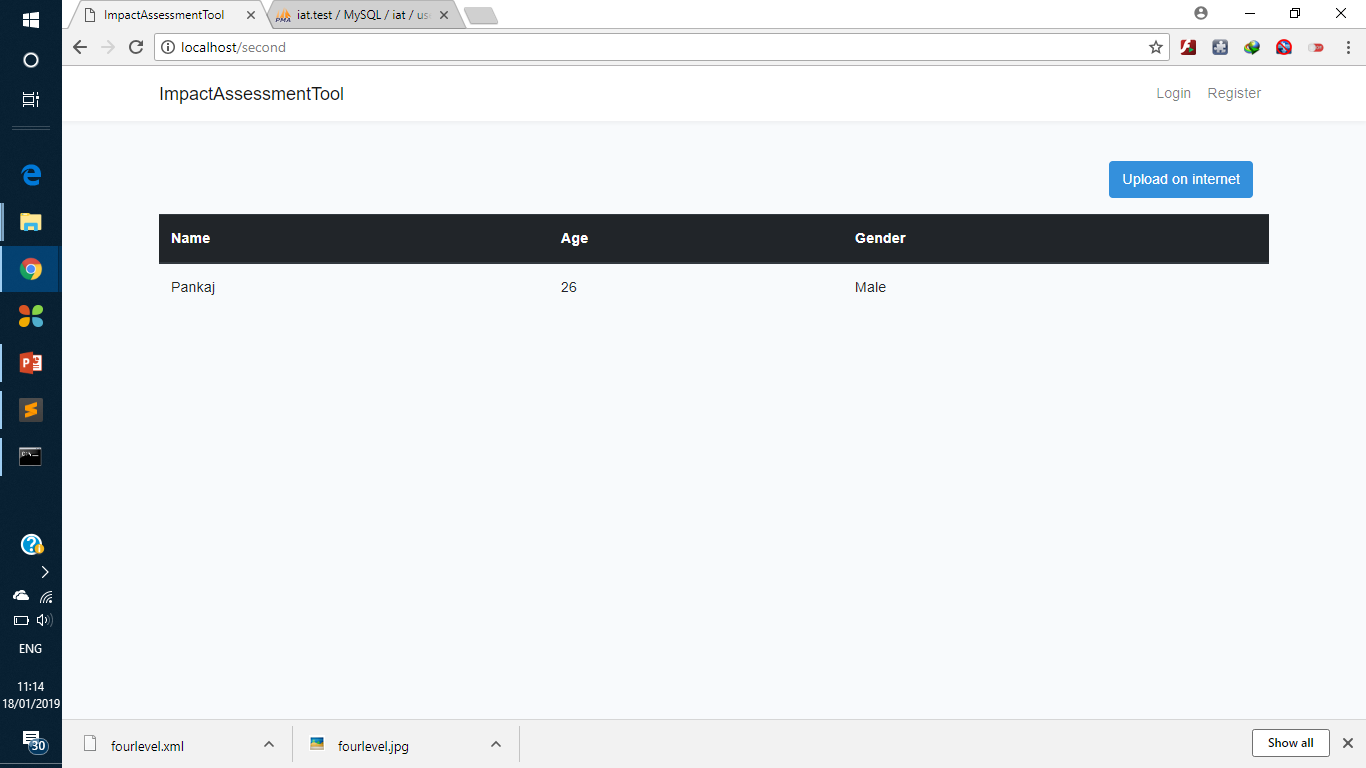 ImpactAssessmentTool
iat.test / MySQL / iat / us
PMA
localhost/second
ImpactAssessmentTool
Login
Register
Upload on internet
Name Age Gender
Pankaj 26 Male
ENG
11:14
18/01/2019
30
fourlevel.xml
fourlevel.jpg
Show all